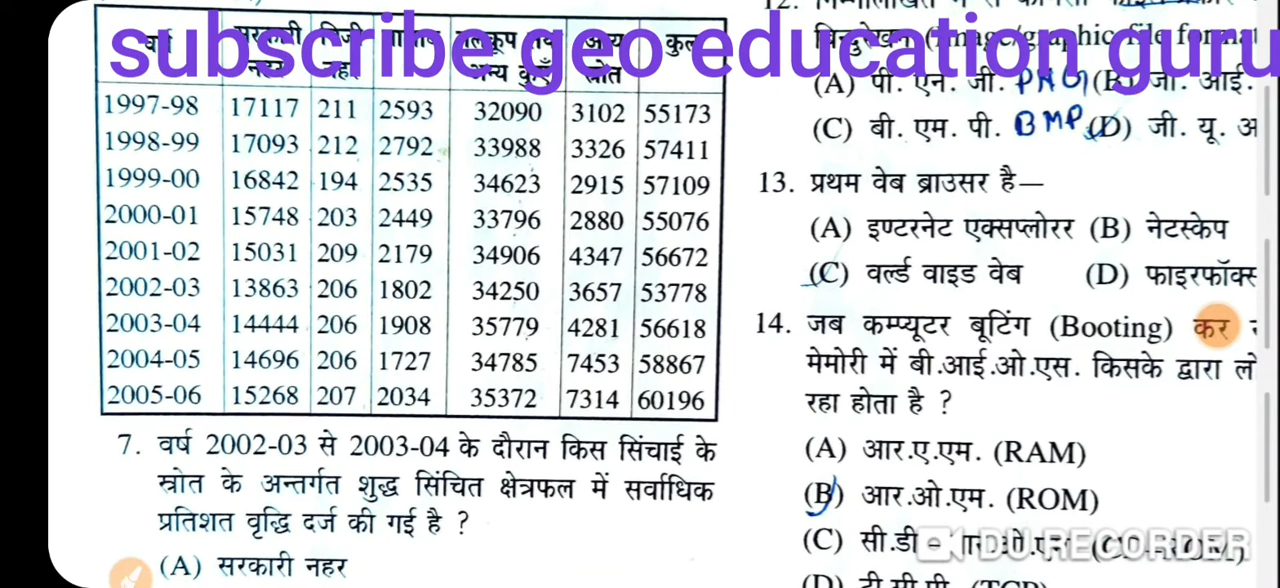 subscribe geo education guru
1997-98 17117 211 2593 32090 3102 55173
1998-99 17093 212 2792 33988 3326 57411
1999-00 16842 194 2535 34623 2915 57109
2000-01 15748 203 2449 33796 2880 55076
2001-02 15031 209 2179 34906 4347 56672
2002-03 13863 206 1802 34250 3657 53778
2003-04 14444 206 1908 35779 4281 56618
2004-05 14696 206 1727 34785 7453 58867
2005-06 15268 207 2034 35372 7314 60196
7. वर्ष 2002-03 से 2003-04 के दौरान किस सिंचाई के
स्रोत के अन्तर्गत शुद्ध सिंचित क्षेत्रफल में सर्वाधिक
प्रतिशत वृद्धि दर्ज की गई है ?
(A) सरकारी नहर
(A) पी. एन. जी. PNG (B) जी. आई.
(C) बी. एम. पी. BMP (D) जी. यू.
13. प्रथम वेब ब्राउसर है—
(A) इण्टरनेट एक्सप्लोरर (B) नेटस्केप
(C) वर्ल्ड वाइड वेब (D) फाइरफॉक्स
14. जब कम्प्यूटर बूटिंग (Booting) कर
मेमोरी में बी.आई.ओ.एस. किसके द्वारा लो
रहा होता है ?
(A) आर.ए.एम. (RAM)
(B) आर.ओ.एम. (ROM)
(C) सी.डी – (CD-ROM)
DU RECORDER